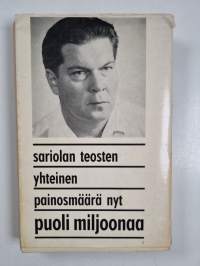 sariolan teosten
yhteinen
painosmäärä nyt
puoli miljoonaa